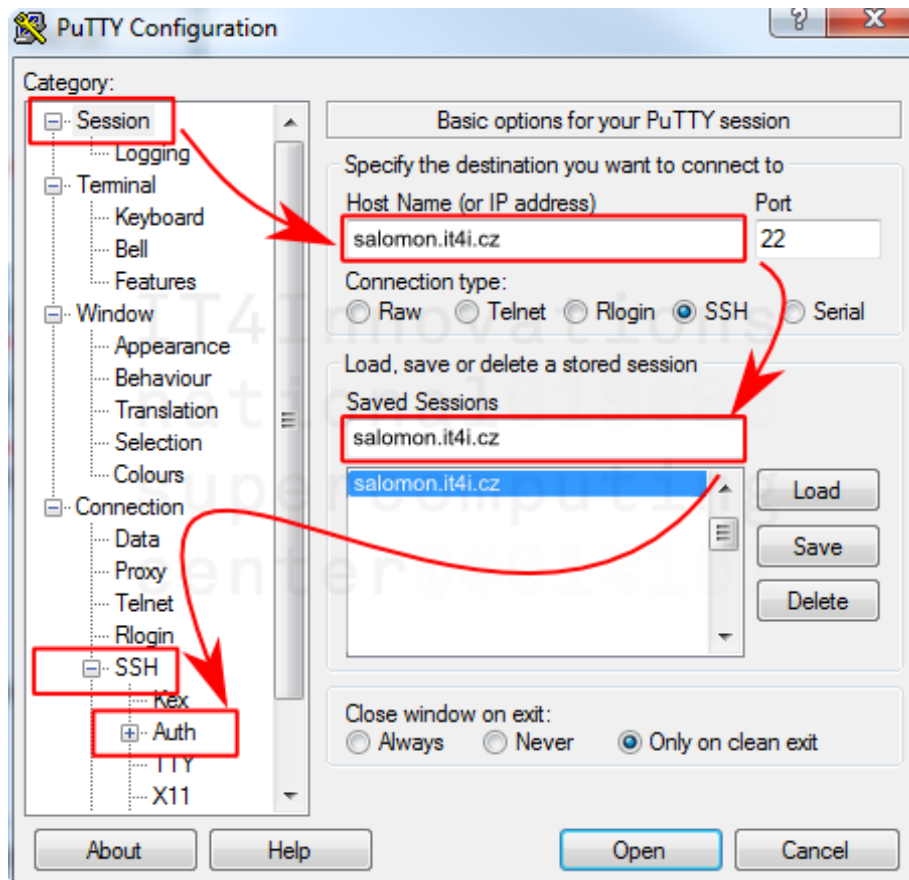 PuTTY Configuration
Category:
Session
Logging
Terminal
Keyboard
Bell
Features
Window
Appearance
Behaviour
Translation
Selection
Colours
Connection
Data
Proxy
Telnet
Rlogin
SSH
Kex
Auth
TTY
X11
Basic options for your PuTTY session
Specify the destination you want to connect to
Host Name (or IP address) Port
salomon.it4i.cz 22
Connection type:
Raw Telnet Rlogin SSH Serial
Load, save or delete a stored session
Saved Sessions
salomon.it4i.cz
salomon.it4i.cz
Load
Save
Delete
Close window on exit:
Always Never Only on clean exit
About Help Open Cancel
IT4Innovations
national
supercomputing
center